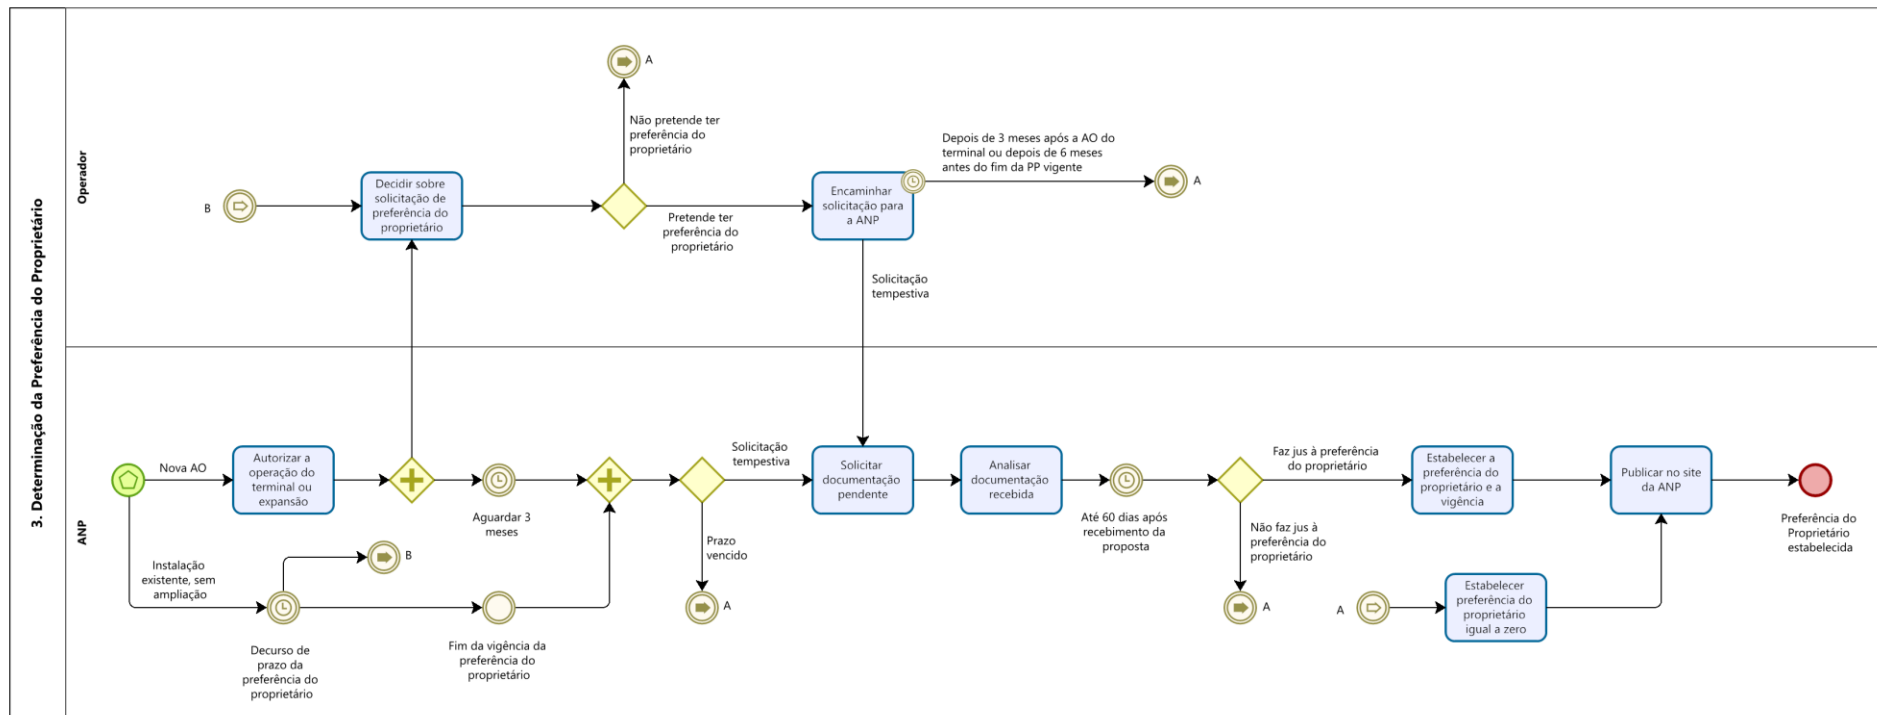 3. Determinação da Preferência do Proprietário
Operador
A
Não pretende ter
preferência do
proprietário
B
Decidir sobre
solicitação de
preferência do
proprietário
Pretende ter
preferência do
proprietário
Encaminhar
solicitação para
a ANP
Depois de 3 meses após a AO do
terminal ou depois de 6 meses
antes do fim da PP vigente
A
Solicitação
tempestiva
ANP
Nova AO
Autorizar a
operação do
terminal ou
expansão
Aguardar 3
meses
Solicitação
tempestiva
Prazo
vencido
A
Solicitar
documentação
pendente
Analisar
documentação
recebida
Até 60 dias após
recebimento da
proposta
Faz jus à preferência
do proprietário
Não faz jus à
preferência do
proprietário
A
Estabelecer a
preferência do
proprietário e a
vigência
Publicar no site
da ANP
Preferência do
Proprietário
estabelecida
Instalação
existente, sem
ampliação
B
Decurso de
prazo da
preferência do
proprietário
Fim da vigência da
preferência do
proprietário
A
Estabelecer
preferência do
proprietário
igual a zero